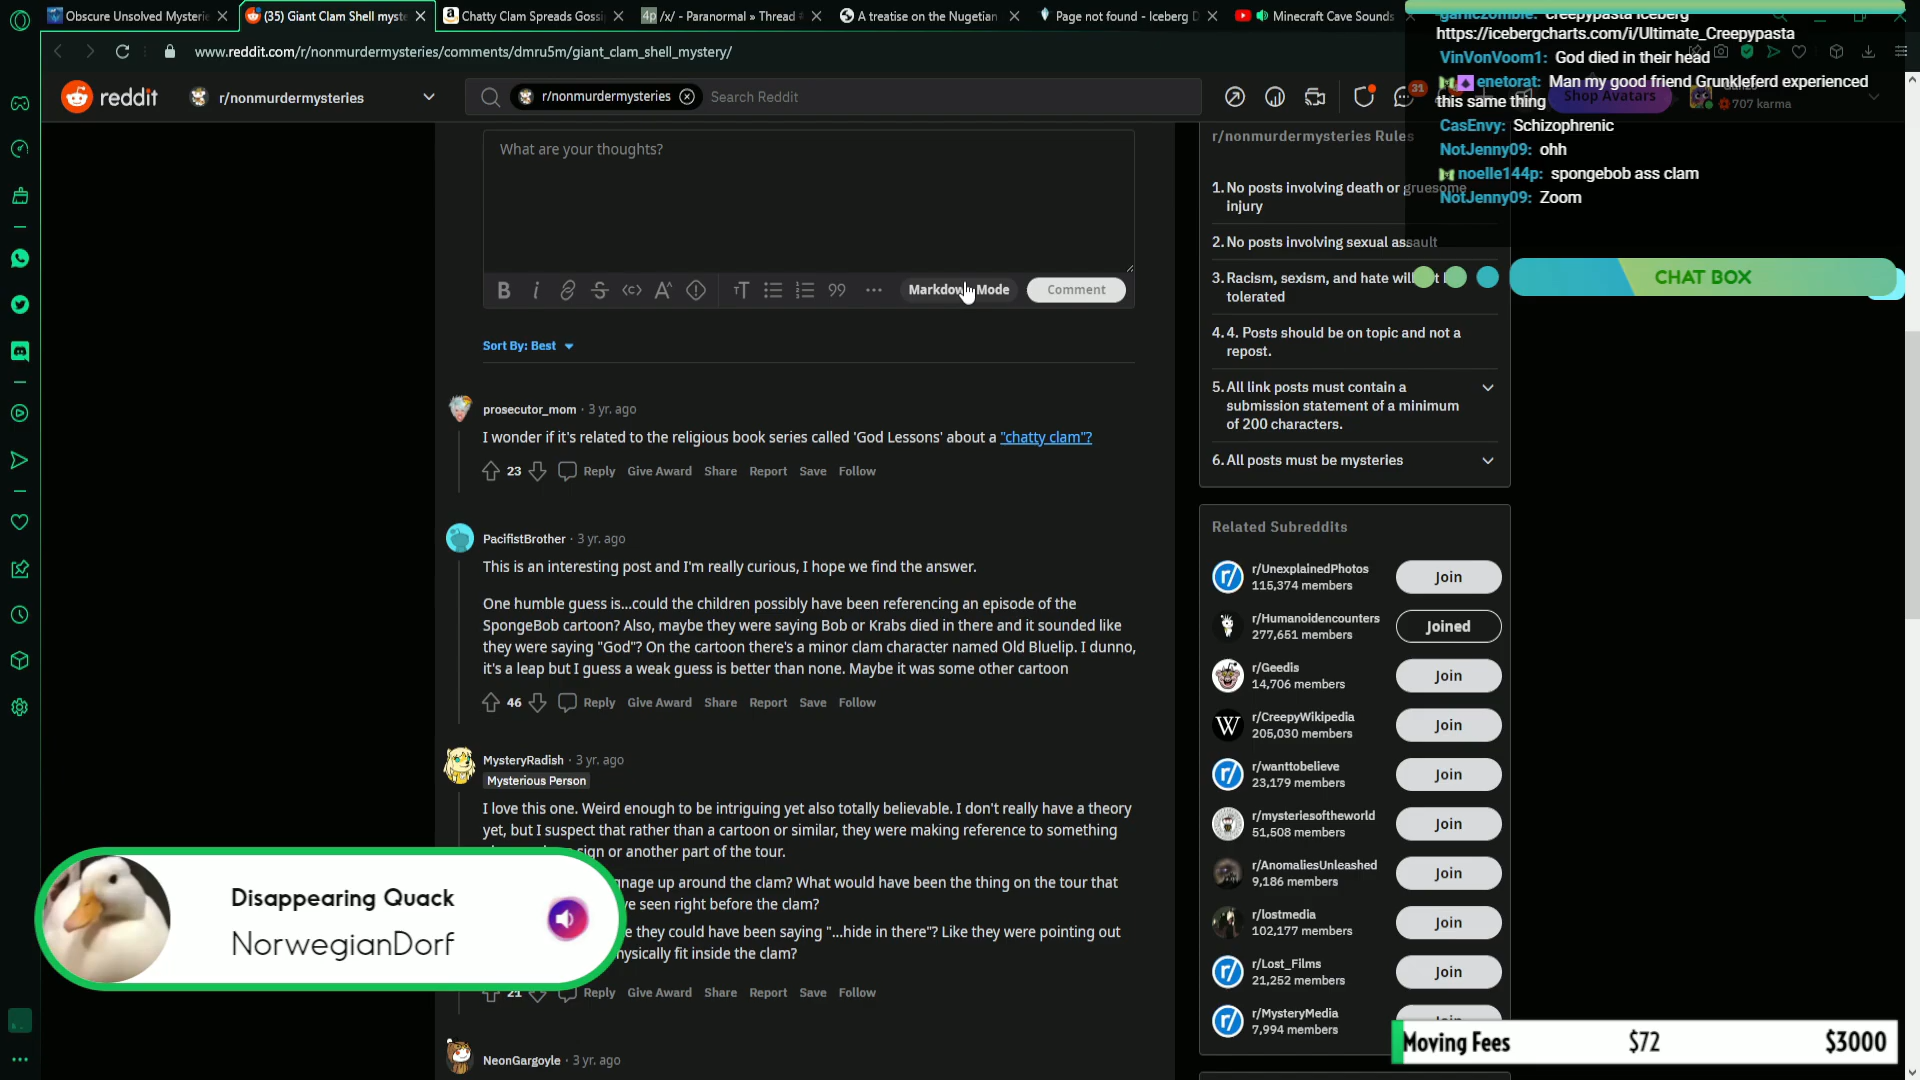 Obscure Unsolved Mysterie
(35) Giant Clam Shell myst
Chatty Clam Spreads Goss
/x/ - Paranormal » Thread
A treatise on the Nugetian
Page not found - Iceberg
Minecraft Cave Sounds
www.reddit.com/r/nonmurdermysteries/comments/dmru5m/giant_clam_shell_mystery/
reddit
r/nonmurdermysteries
r/nonmurdermysteries
Search Reddit
31
Shop Avatars
707 karma
garliczombie: creepypasta iceberg
https://icebergcharts.com/i/Ultimate_Creepypasta
VinVonVoom1: God died in their head
enetorat: Man my good friend Grunkleferd experienced
this same thing
CasEnvy: Schizophrenic
NotJenny09: ohh
noelle144p: spongebob ass clam
NotJenny09: Zoom
CHAT BOX
What are your thoughts?
Markdown Mode
Comment
Sort By: Best
prosecutor_mom · 3 yr. ago
I wonder if it's related to the religious book series called 'God Lessons' about a "chatty clam"?
23 Reply Give Award Share Report Save Follow
PacifistBrother · 3 yr. ago
This is an interesting post and I'm really curious, I hope we find the answer.
One humble guess is...could the children possibly have been referencing an episode of the
SpongeBob cartoon? Also, maybe they were saying Bob or Krabs died in there and it sounded like
they were saying "God"? On the cartoon there's a minor clam character named Old Bluelip. I dunno,
it's a leap but I guess a weak guess is better than none. Maybe it was some other cartoon
46 Reply Give Award Share Report Save Follow
MysteryRadish · 3 yr. ago
Mysterious Person
I love this one. Weird enough to be intriguing yet also totally believable. I don't really have a theory
yet, but I suspect that rather than a cartoon or similar, they were making reference to something
sign or another part of the tour.
nage up around the clam? What would have been the thing on the tour that
ve seen right before the clam?
e they could have been saying "...hide in there"? Like they were pointing out
hysically fit inside the clam?
21 Reply Give Award Share Report Save Follow
NeonGargoyle · 3 yr. ago
r/nonmurdermysteries Rules
1. No posts involving death or gruesome
injury
2. No posts involving sexual assault
3. Racism, sexism, and hate will
tolerated
4. 4. Posts should be on topic and not a
repost.
5. All link posts must contain a
submission statement of a minimum
of 200 characters.
6. All posts must be mysteries
Related Subreddits
r/UnexplainedPhotos
115,374 members
Join
r/Humanoidencounters
277,651 members
Joined
r/Geedis
14,706 members
Join
r/CreepyWikipedia
205,030 members
Join
r/wanttobelieve
23,179 members
Join
r/mysteriesoftheworld
51,508 members
Join
r/AnomaliesUnleashed
9,186 members
Join
r/lostmedia
102,177 members
Join
r/Lost_Films
21,252 members
Join
r/MysteryMedia
7,994 members
Disappearing Quack
NorwegianDorf
Moving Fees $72 $3000